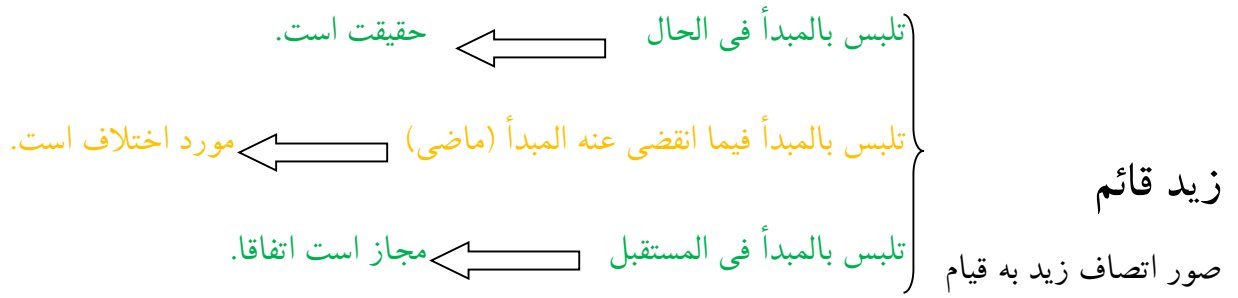 زید قائم
صور اتصاف زید به قیام
تلبس بالمبدأ فی الحال
حقیقت است.
تلبس بالمبدأ فیما انقضی عنه المبدأ (ماضی)
مورد اختلاف است.
تلبس بالمبدأ فی المستقبل
مجاز است اتفاقا.